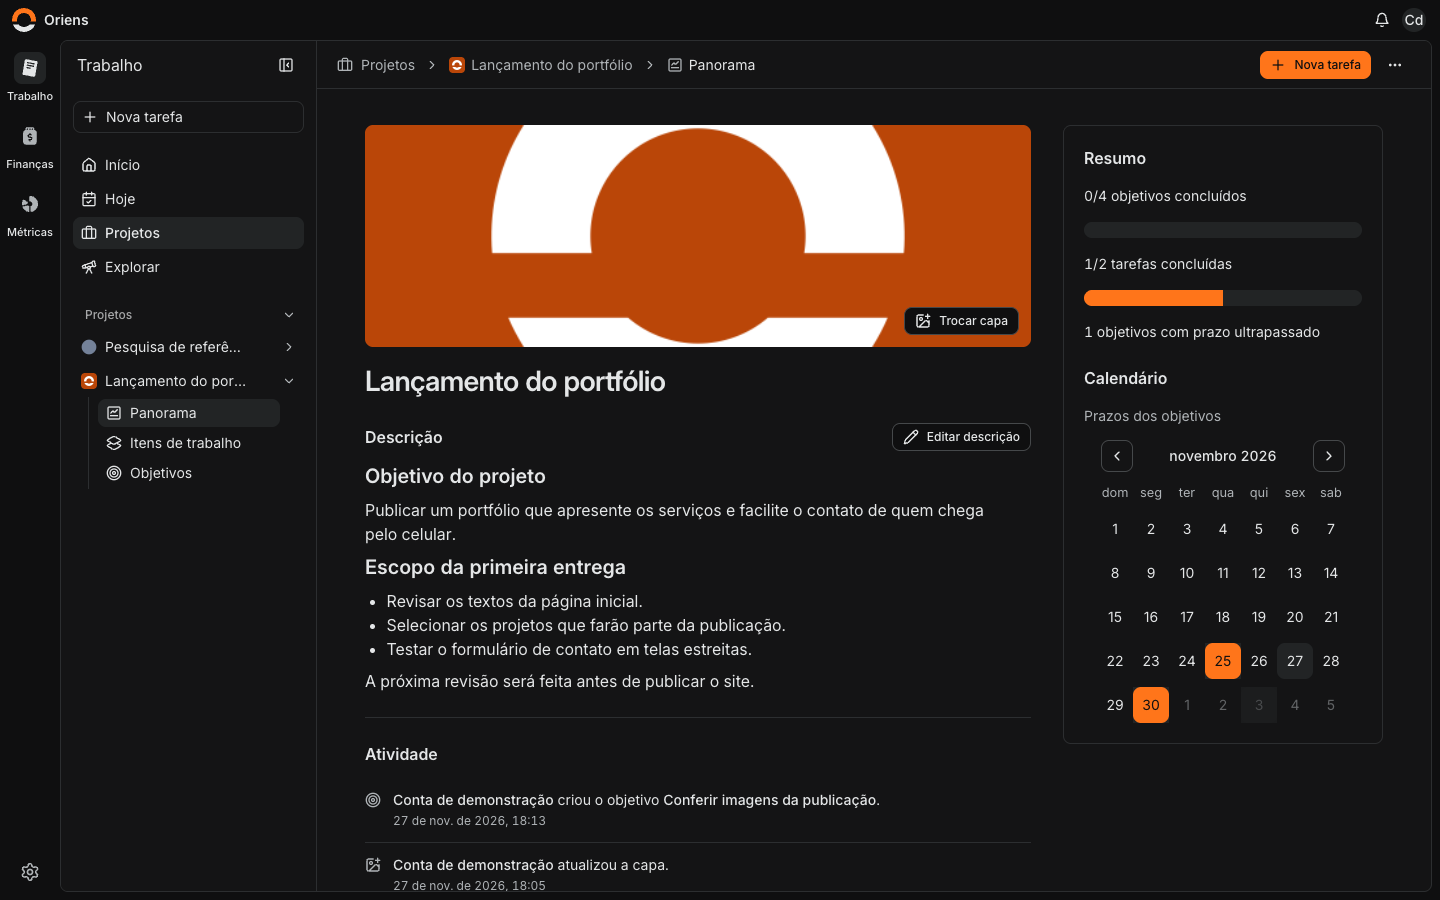 Oriens
Cd
Trabalho
Finanças
Métricas
Trabalho
Nova tarefa
Início
Hoje
Projetos
Explorar
Projetos
Pesquisa de referê...
Lançamento do por...
Panorama
Itens de trabalho
Objetivos
Projetos
Lançamento do portfólio
Panorama
Nova tarefa
Trocar capa
Lançamento do portfólio
Descrição
Editar descrição
Objetivo do projeto
Publicar um portfólio que apresente os serviços e facilite o contato de quem chega
pelo celular.
Escopo da primeira entrega
• Revisar os textos da página inicial.
• Selecionar os projetos que farão parte da publicação.
• Testar o formulário de contato em telas estreitas.
A próxima revisão será feita antes de publicar o site.
Atividade
Conta de demonstração criou o objetivo Conferir imagens da publicação.
27 de nov. de 2026, 18:13
Conta de demonstração atualizou a capa.
27 de nov. de 2026, 18:05
Resumo
0/4 objetivos concluídos
1/2 tarefas concluídas
1 objetivos com prazo ultrapassado
Calendário
Prazos dos objetivos
novembro 2026
dom seg ter qua qui sex sab
1 2 3 4 5 6 7
8 9 10 11 12 13 14
15 16 17 18 19 20 21
22 23 24 25 26 27 28
29 30 1 2 3 4 5